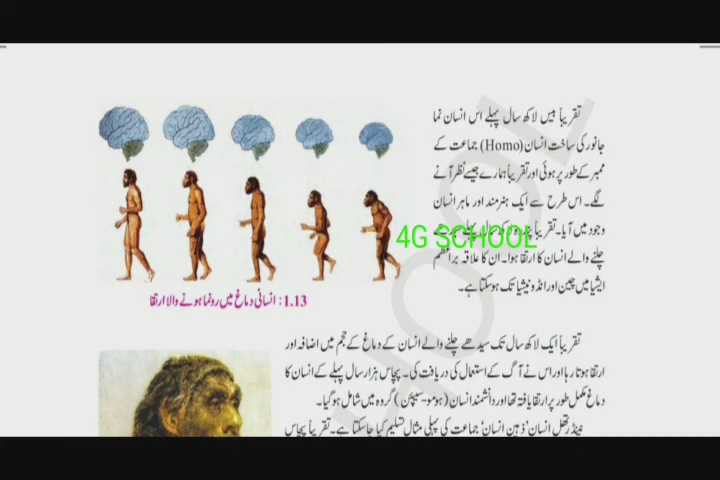 تقریباً بیس لاکھ سال پہلے اس انسان نما
جانور کی ساخت انسان (Homo) جماعت کے
ممبر کے طور پر ہوئی اور تقریباً ہمارے جیسے نظر آنے
لگے۔ اس طرح سے ایک ہنرمند اور ماہر انسان
وجود میں آیا۔ تقریباً
4G SCHOOL
چلنے والے انسان کا ارتقا ہوا۔ ان کا علاقہ براعظم
ایشیا میں چین اور انڈونیشیا تک ہوسکتا ہے۔
1.13 : انسانی دماغ میں رونما ہونے والا ارتقا
تقریباً ایک لاکھ سال تک سیدھے چلنے والے انسان کے دماغ کے حجم میں اضافہ اور
ارتقا ہوتا رہا اور اس نے آگ کے استعمال کی دریافت کی۔ پچاس ہزار سال پہلے کے انسان کا
دماغ مکمل طور پر ارتقا یافتہ تھا اور دانشمند انسان (ہومو-سیپین) گروہ میں شامل ہوگیا۔
نینڈرتھل انسان 'ذہین انسان' جماعت کی پہلی مثال تسلیم کیا جاسکتا ہے۔ تقریباً پچاس